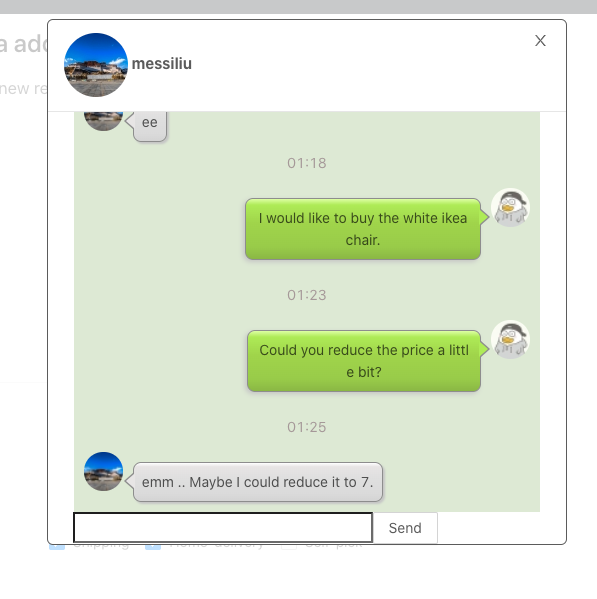 a add
messiliu
X
new re
ee
01:18
I would like to buy the white ikea
chair.
01:23
Could you reduce the price a littl
e bit?
01:25
emm .. Maybe I could reduce it to 7.
Send
Shipping Home-delivery Self-pick